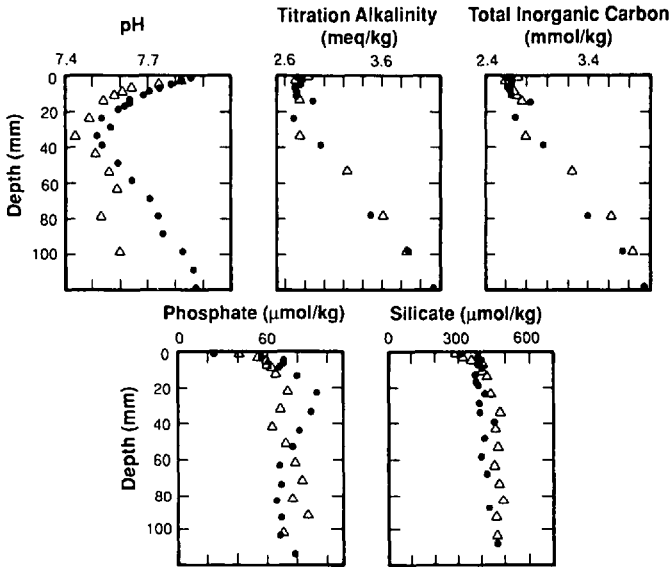 pH
Titration Alkalinity
(meq/kg)
Total Inorganic Carbon
(mmol/kg)
7.4 7.7
2.6 3.6
2.4 3.4
0
20
40
60
80
100
Depth (mm)
Phosphate (μmol/kg)
Silicate (μmol/kg)
0 60
0 300 600
0
20
40
60
80
100
Depth (mm)